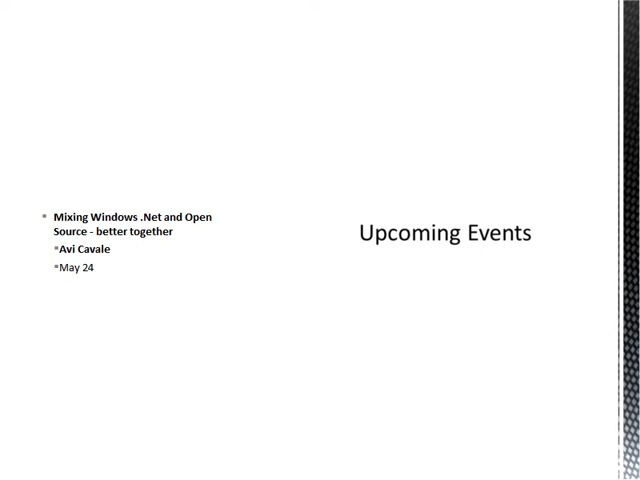 Mixing Windows .Net and Open
Source - better together
Avi Cavale
May 24
Upcoming Events